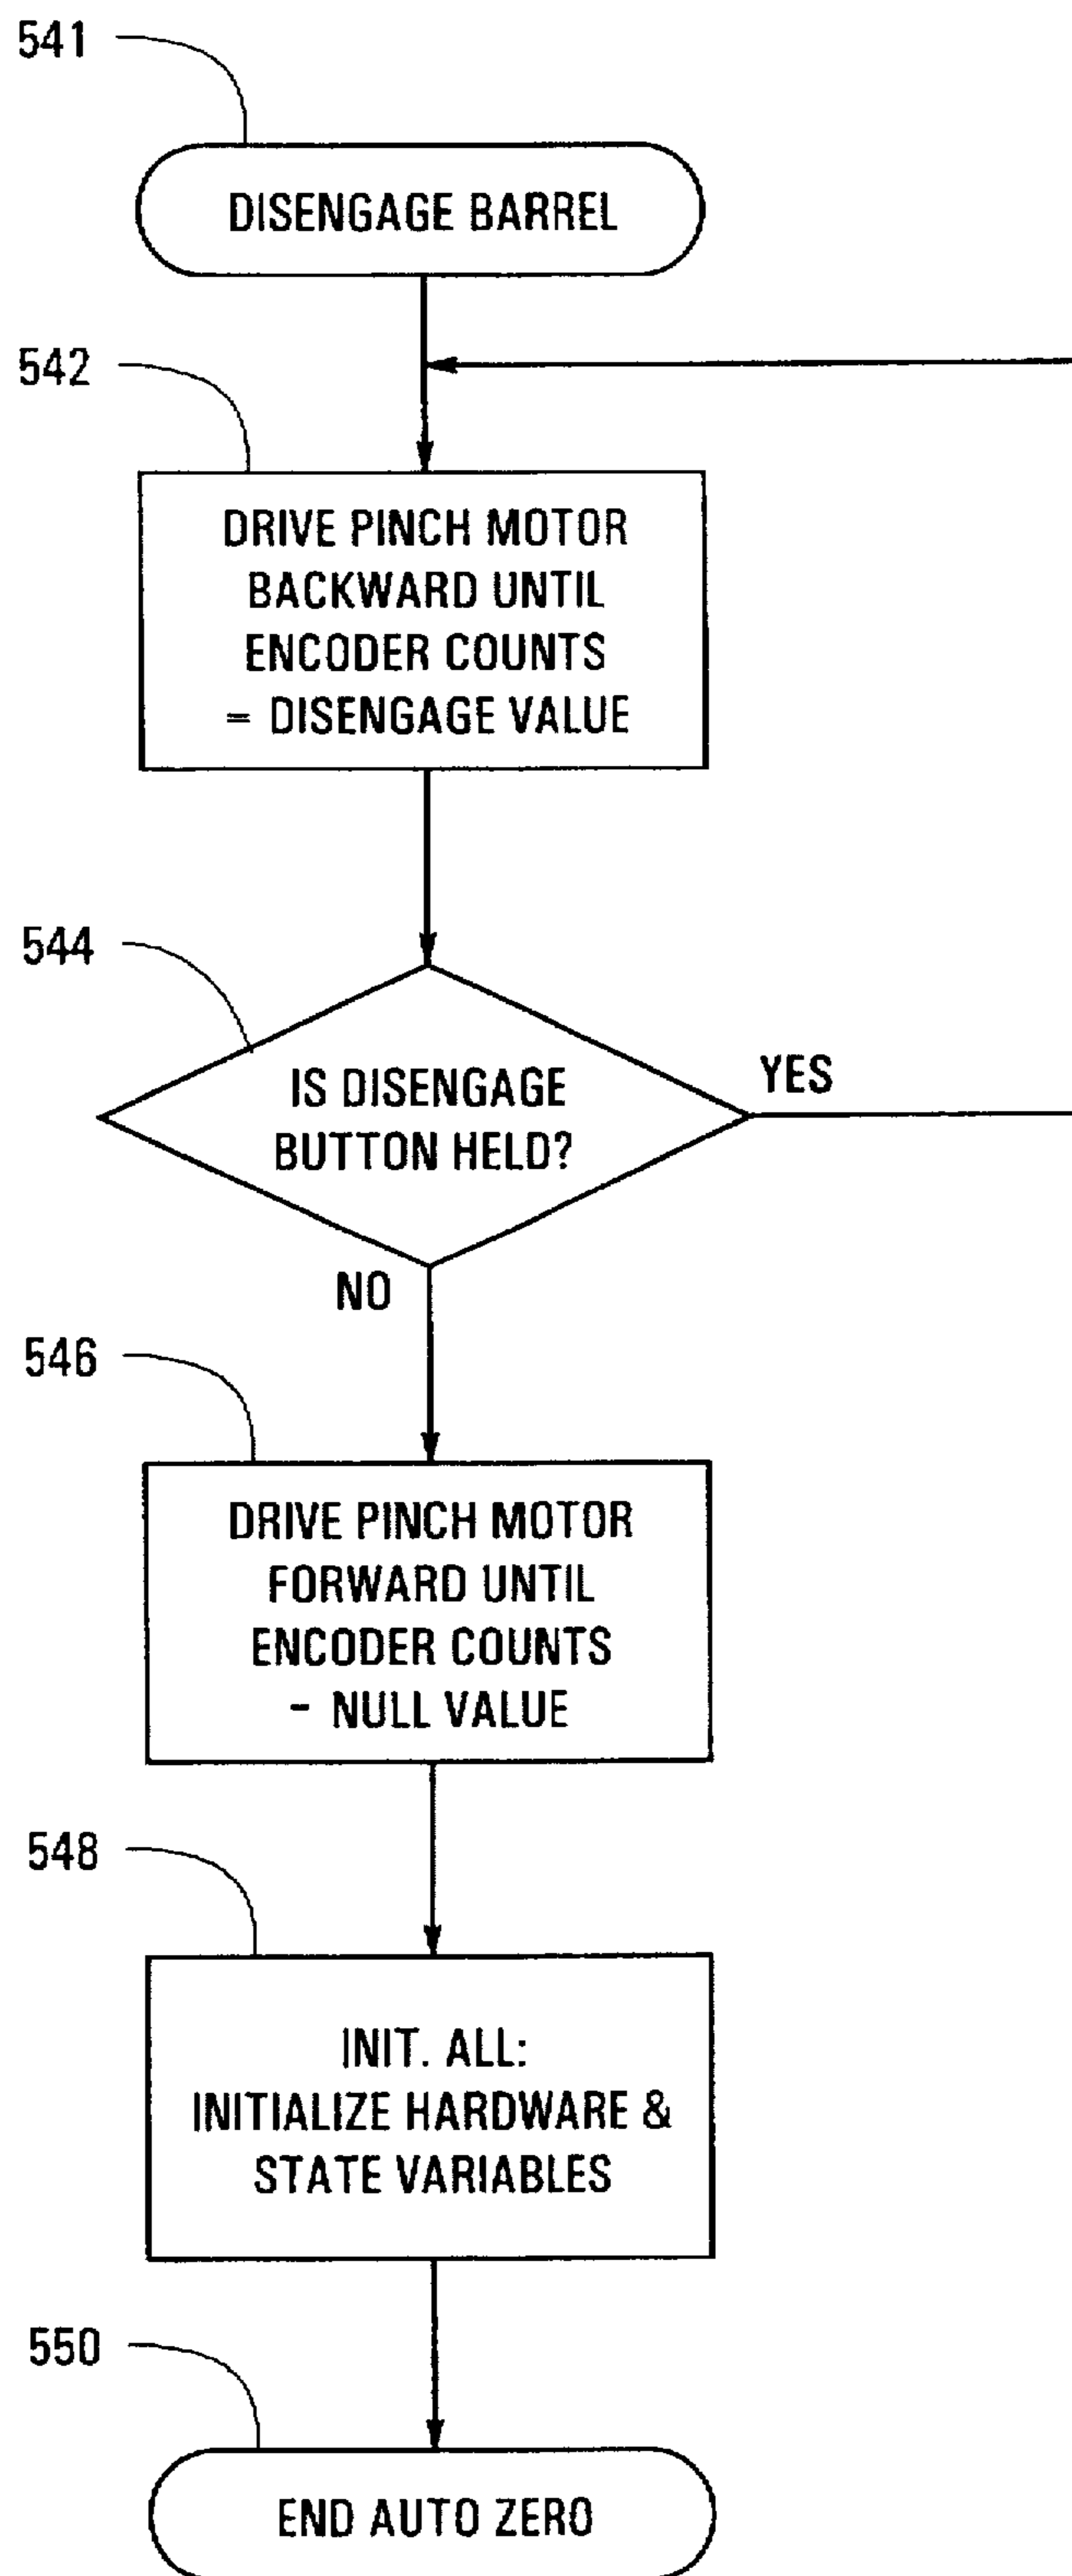 541
DISENGAGE BARREL
542
DRIVE PINCH MOTOR
BACKWARD UNTIL
ENCODER COUNTS
= DISENGAGE VALUE
544
IS DISENGAGE
BUTTON HELD?
YES
NO
546
DRIVE PINCH MOTOR
FORWARD UNTIL
ENCODER COUNTS
- NULL VALUE
548
INIT. ALL:
INITIALIZE HARDWARE &
STATE VARIABLES
550
END AUTO ZERO